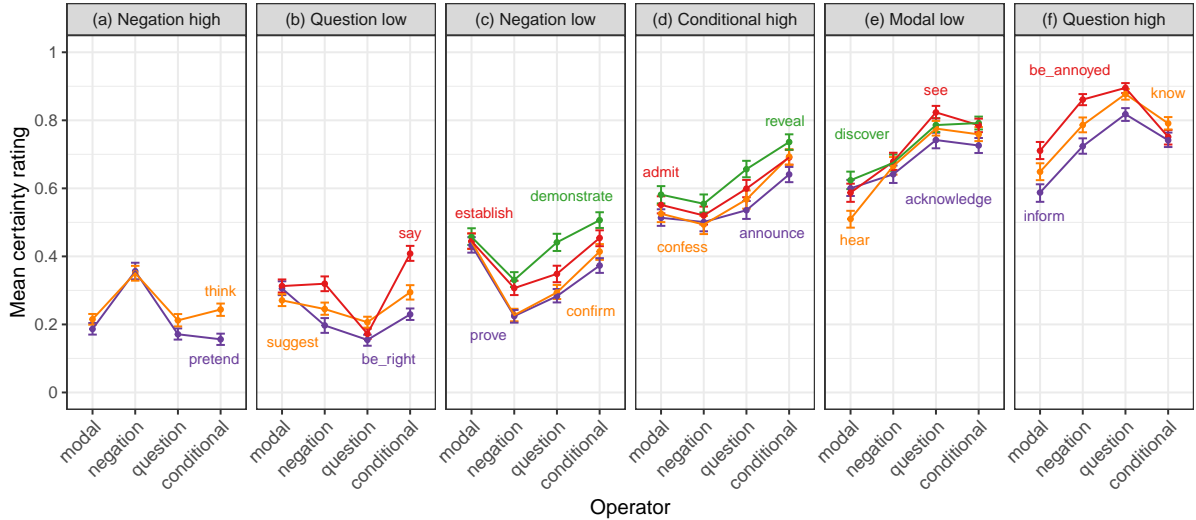 (a) Negation high
(b) Question low
(c) Negation low
(d) Conditional high
(e) Modal low
(f) Question high
Mean certainty rating
1
0.8
0.6
0.4
0.2
0
think
pretend
say
suggest
be_right
establish
demonstrate
confirm
prove
reveal
admit
confess
announce
see
discover
acknowledge
hear
be_annoyed
know
inform
modal
negation
question
conditional
modal
negation
question
conditional
modal
negation
question
conditional
modal
negation
question
conditional
modal
negation
question
conditional
modal
negation
question
conditional
Operator